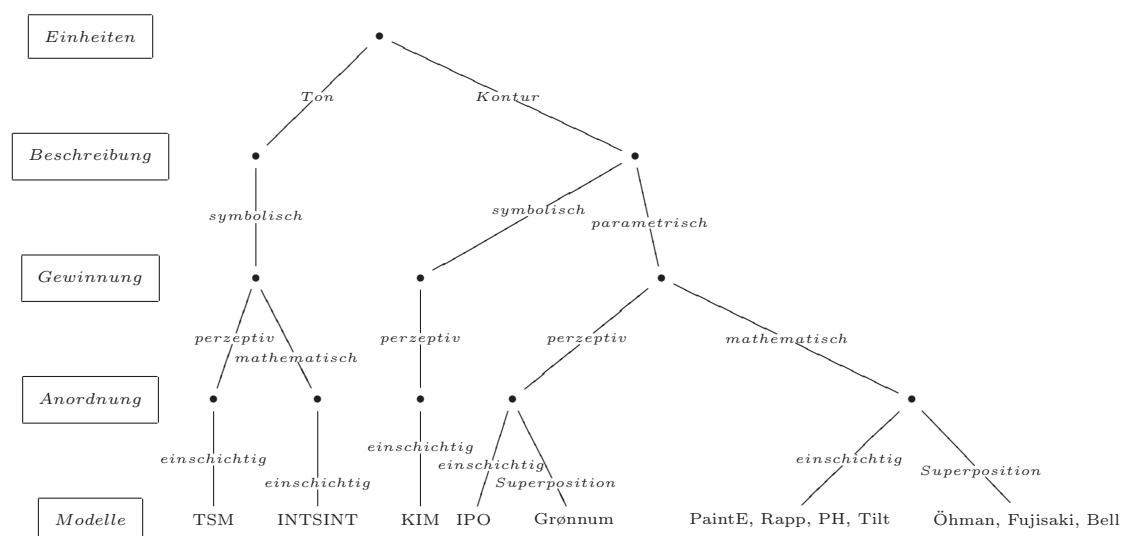 Einheiten
Ton Kontur
Beschreibung
symbolisch symbolisch parametrisch
Gewinnung
perzeptiv mathematisch perzeptiv perzeptiv mathematisch
Anordnung
einschichtig einschichtig einschichtig einschichtig Superposition einschichtig Superposition
Modelle TSM INTSINT KIM IPO Grønnum PaintE, Rapp, PH, Tilt Öhman, Fujisaki, Bell